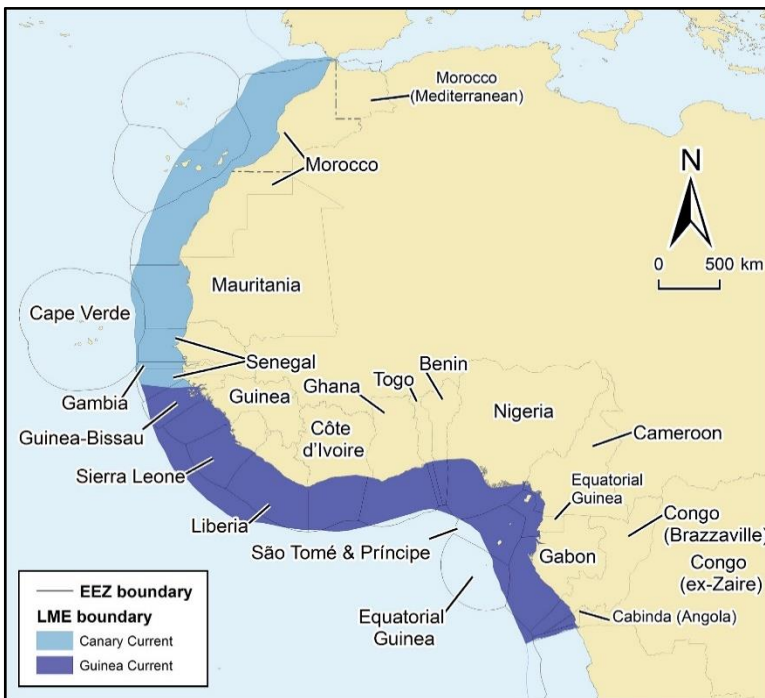 Morocco
(Mediterranean)
Morocco
N
0 500 km
Mauritania
Cape Verde
Senegal
Gambia
Guinea
Ghana
Togo
Benin
Nigeria
Guinea-Bissau
Côte
d'Ivoire
Cameroon
Sierra Leone
Equatorial
Guinea
Liberia
Congo
(Brazzaville)
São Tomé & Príncipe
Gabon
Congo
(ex-Zaire)
Equatorial
Guinea
Cabinda (Angola)
EEZ boundary
LME boundary
Canary Current
Guinea Current